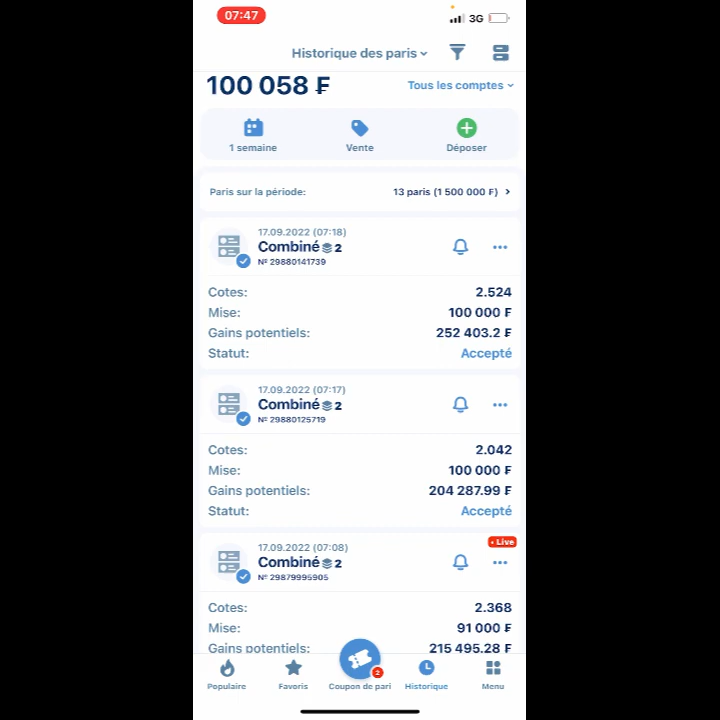 07:47
3G
Historique des paris
100 058 ₣
Tous les comptes
1 semaine
Vente
Déposer
Paris sur la période:
13 paris (1 500 000 ₣)
17.09.2022 (07:18)
Combiné 2
Nº 29880141739
Cotes:
2.524
Mise:
100 000 ₣
Gains potentiels:
252 403.2 ₣
Statut:
Accepté
17.09.2022 (07:17)
Combiné 2
Nº 29880125719
Cotes:
2.042
Mise:
100 000 ₣
Gains potentiels:
204 287.99 ₣
Statut:
Accepté
Live
17.09.2022 (07:08)
Combiné 2
Nº 29879995905
Cotes:
2.368
Mise:
91 000 ₣
Gains potentiels:
215 495.28 ₣
2
Populaire
Favoris
Coupon de pari
Historique
Menu